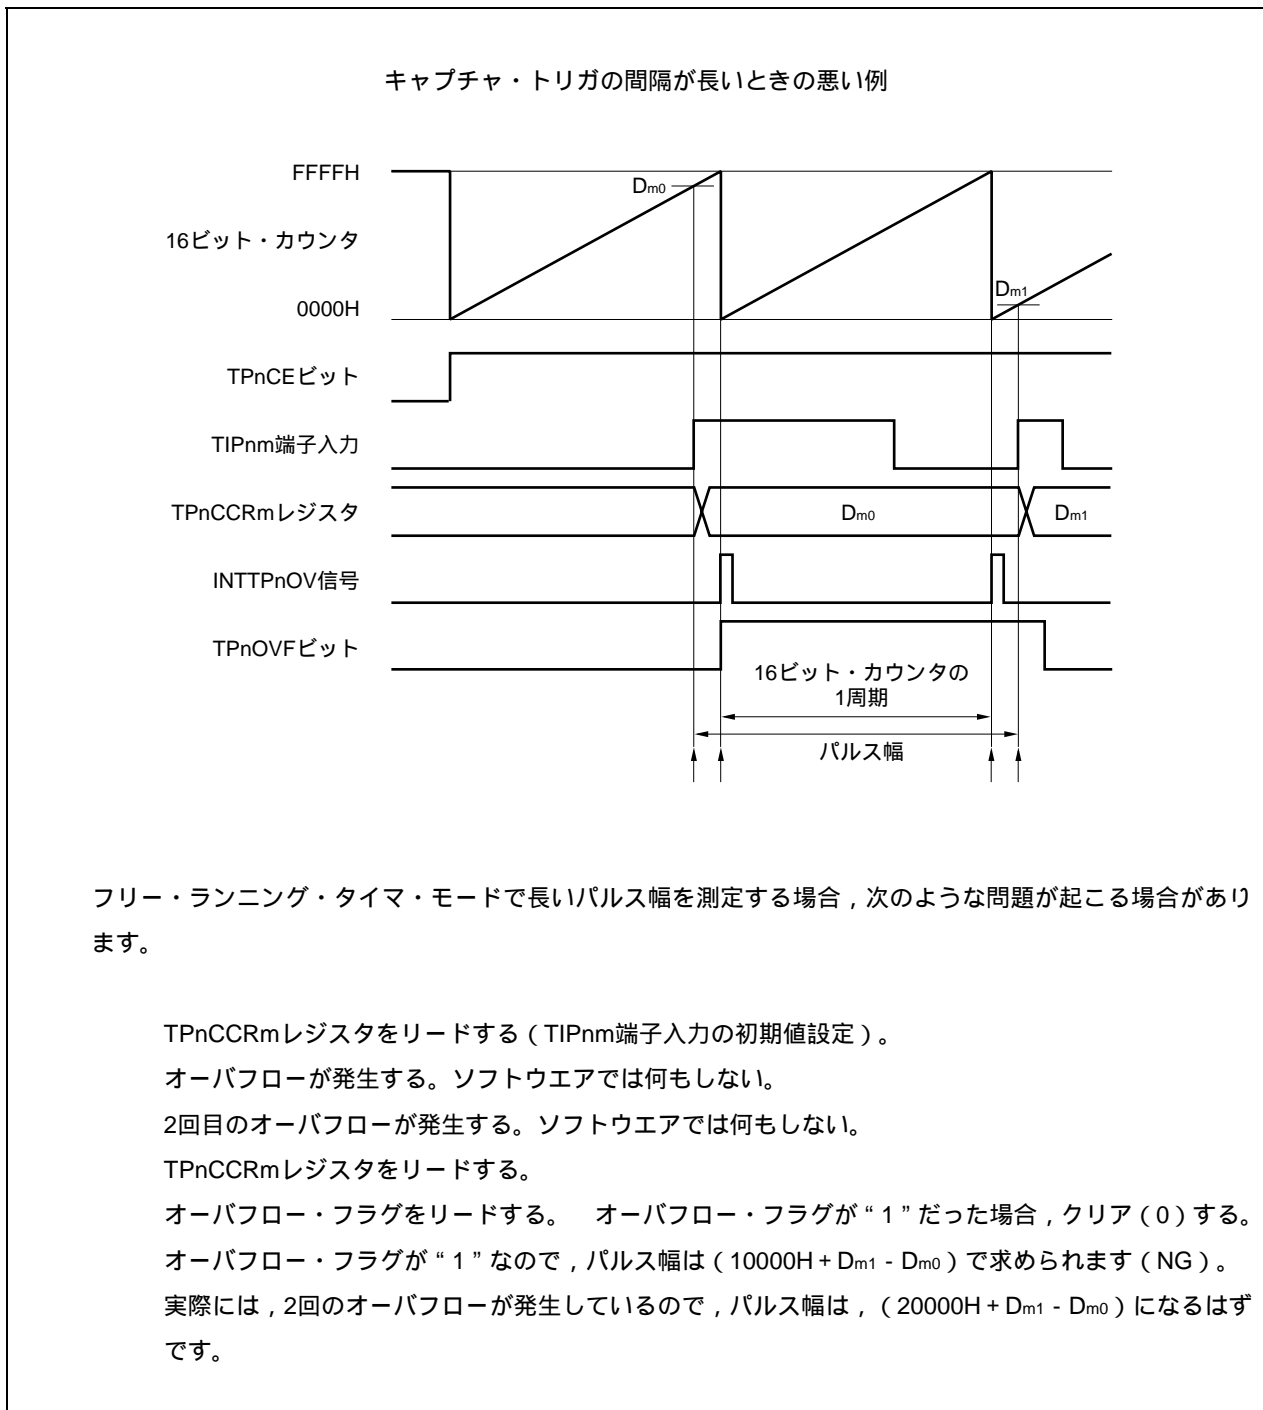 キャプチャ・トリガの間隔が長いときの悪い例
FFFFH
Dm0
16ビット・カウンタ
Dm1
0000H
TPnCEビット
TIPnm端子入力
TPnCCRmレジスタ
Dm0
Dm1
INTTPnOV信号
TPnOVFビット
16ビット・カウンタの
1周期
パルス幅
フリー・ランニング・タイマ・モードで長いパルス幅を測定する場合，次のような問題が起こる場合があり
ます。
TPnCCRmレジスタをリードする（TIPnm端子入力の初期値設定）。
オーバフローが発生する。ソフトウエアでは何もしない。
2回目のオーバフローが発生する。ソフトウエアでは何もしない。
TPnCCRmレジスタをリードする。
オーバフロー・フラグをリードする。　オーバフロー・フラグが“1”だった場合，クリア（0）する。
オーバフロー・フラグが“1”なので，パルス幅は（10000H + Dm1 - Dm0）で求められます（NG）。
実際には，2回のオーバフローが発生しているので，パルス幅は，（20000H + Dm1 - Dm0）になるはず
です。